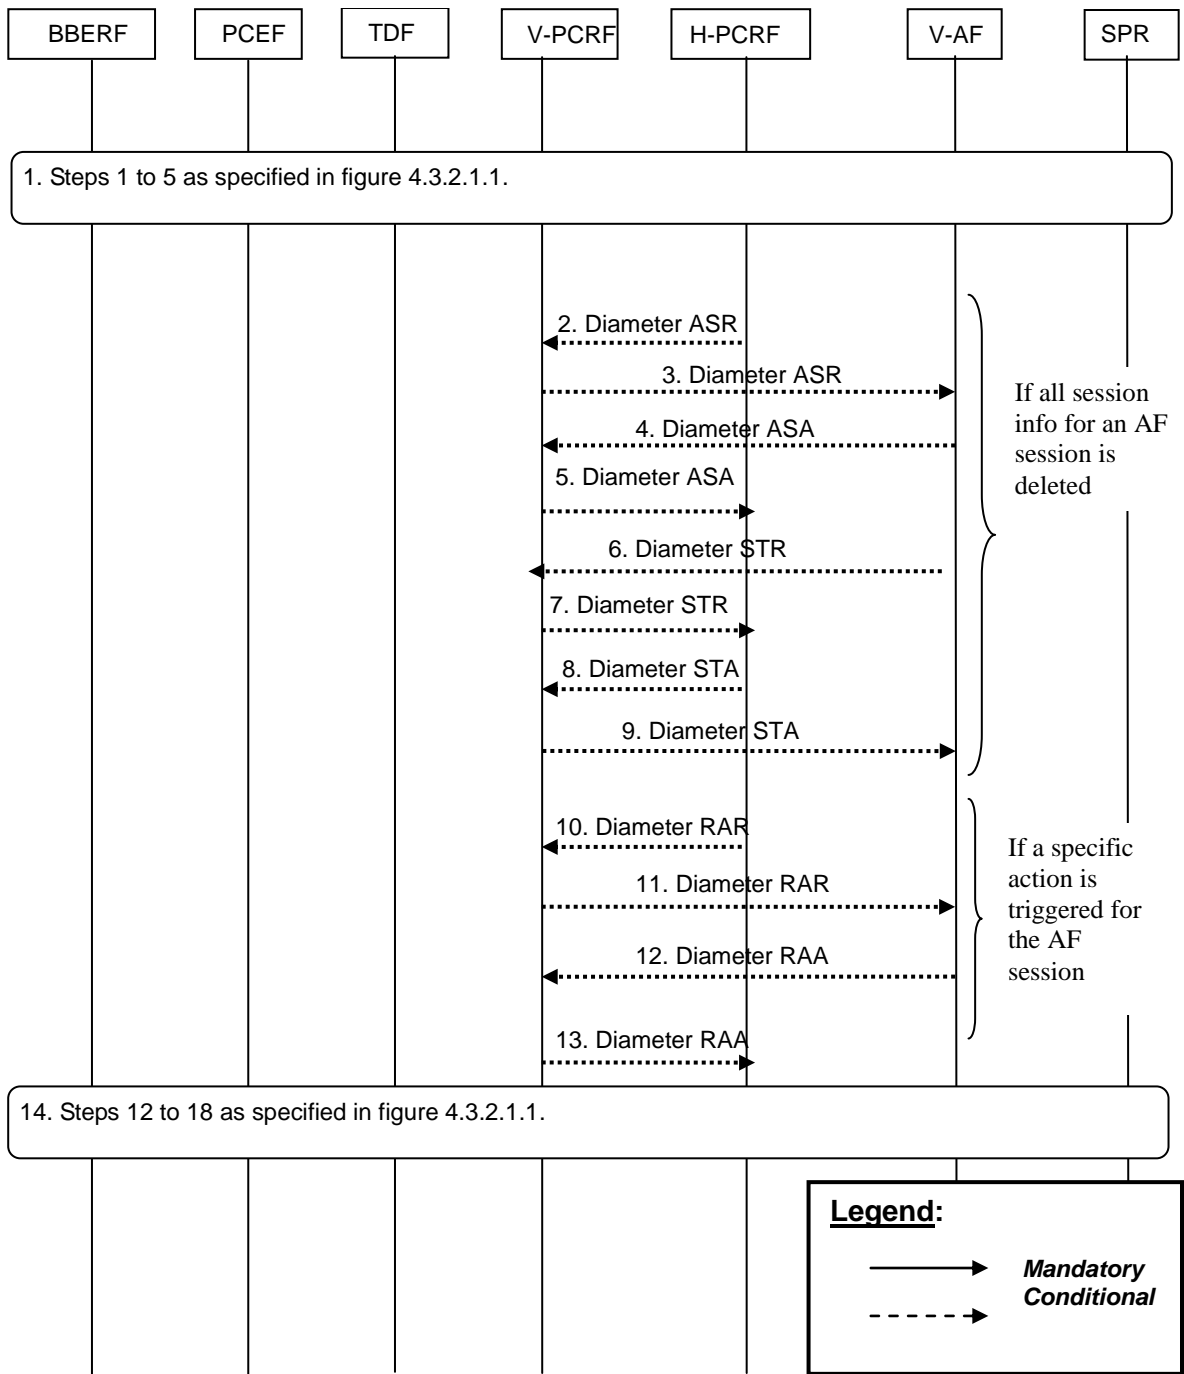 BBERF
PCEF
TDF
V-PCRF
H-PCRF
V-AF
SPR
1. Steps 1 to 5 as specified in figure 4.3.2.1.1.
2. Diameter ASR
3. Diameter ASR
4. Diameter ASA
5. Diameter ASA
6. Diameter STR
7. Diameter STR
8. Diameter STA
9. Diameter STA
If all session
info for an AF
session is
deleted
10. Diameter RAR
11. Diameter RAR
12. Diameter RAA
13. Diameter RAA
If a specific
action is
triggered for
the AF
session
14. Steps 12 to 18 as specified in figure 4.3.2.1.1.
Legend:
Mandatory
Conditional